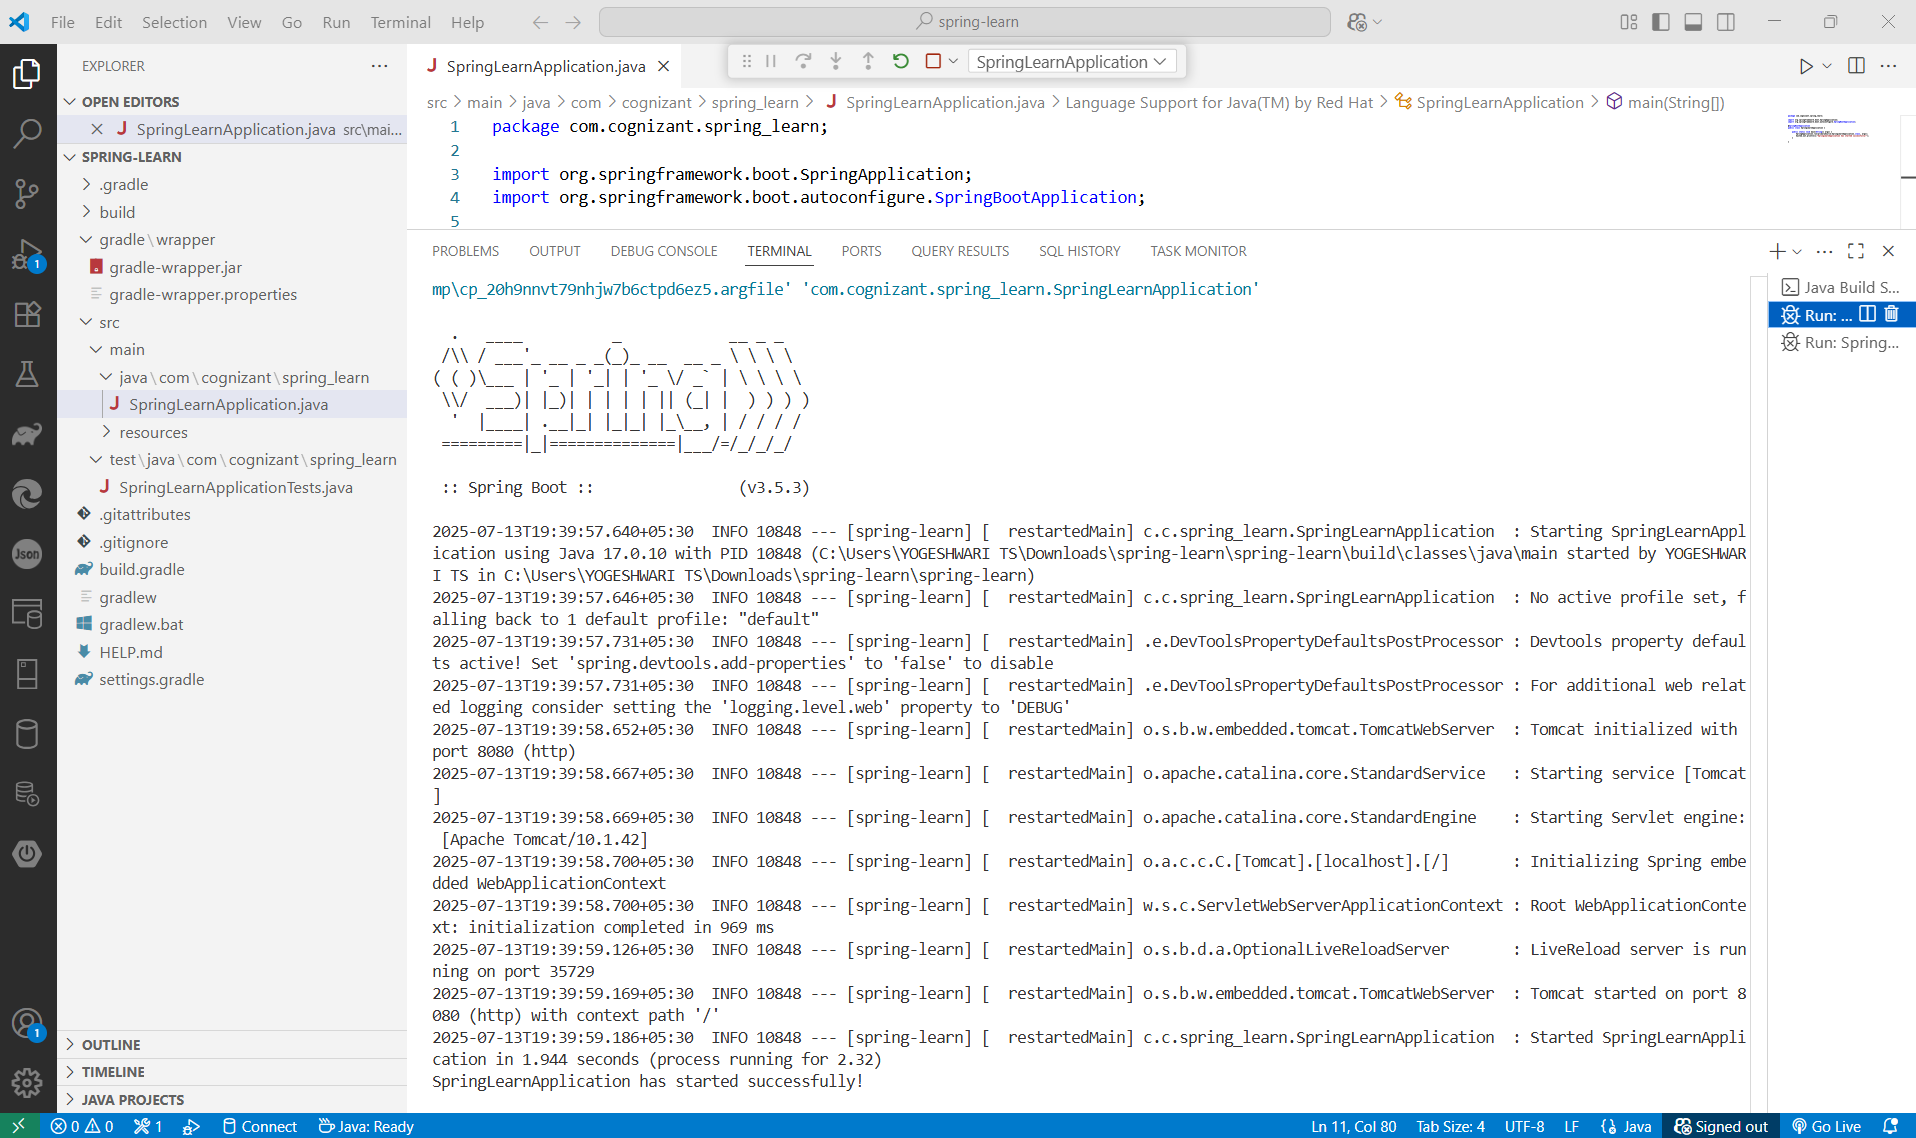 File Edit Selection View Go Run Terminal Help
spring-learn
EXPLORER
OPEN EDITORS
SpringLearnApplication.java src\mai...
SPRING-LEARN
.gradle
build
gradle\wrapper
gradle-wrapper.jar
gradle-wrapper.properties
src
main
java\com\cognizant\spring_learn
SpringLearnApplication.java
resources
test\java\com\cognizant\spring_learn
SpringLearnApplicationTests.java
.gitattributes
.gitignore
build.gradle
gradlew
gradlew.bat
HELP.md
settings.gradle
OUTLINE
TIMELINE
JAVA PROJECTS
1
Json
1
SpringLearnApplication.java
SpringLearnApplication
src > main > java > com > cognizant > spring_learn > SpringLearnApplication.java > Language Support for Java(TM) by Red Hat > SpringLearnApplication > main(String[])
1 package com.cognizant.spring_learn;
2
3 import org.springframework.boot.SpringApplication;
4 import org.springframework.boot.autoconfigure.SpringBootApplication;
5
PROBLEMS OUTPUT DEBUG CONSOLE TERMINAL PORTS QUERY RESULTS SQL HISTORY TASK MONITOR
mp\cp_20h9nnvt79nhjw7b6ctpd6ez5.argfile' 'com.cognizant.spring_learn.SpringLearnApplication'
  .   ____          _            __ _ _
 /\\ / ___'_ __ _ _(_)_ __  __ _ \ \ \ \
( ( )\___ | '_ | '_| | '_ \/ _` | \ \ \ \
 \\/  ___)| |_)| | | | | || (_| |  ) ) ) )
  '  |____| .__|_| |_|_| |_\__, | / / / /
 =========|_|==============|___/=/_/_/_/
:: Spring Boot ::                (v3.5.3)
2025-07-13T19:39:57.640+05:30  INFO 10848 --- [spring-learn] [  restartedMain] c.c.spring_learn.SpringLearnApplication  : Starting SpringLearnAppl
ication using Java 17.0.10 with PID 10848 (C:\Users\YOGESHWARI TS\Downloads\spring-learn\spring-learn\build\classes\java\main started by YOGESHWAR
I TS in C:\Users\YOGESHWARI TS\Downloads\spring-learn\spring-learn)
2025-07-13T19:39:57.646+05:30  INFO 10848 --- [spring-learn] [  restartedMain] c.c.spring_learn.SpringLearnApplication  : No active profile set, f
alling back to 1 default profile: "default"
2025-07-13T19:39:57.731+05:30  INFO 10848 --- [spring-learn] [  restartedMain] .e.DevToolsPropertyDefaultsPostProcessor : Devtools property defaul
ts active! Set 'spring.devtools.add-properties' to 'false' to disable
2025-07-13T19:39:57.731+05:30  INFO 10848 --- [spring-learn] [  restartedMain] .e.DevToolsPropertyDefaultsPostProcessor : For additional web relat
ed logging consider setting the 'logging.level.web' property to 'DEBUG'
2025-07-13T19:39:58.652+05:30  INFO 10848 --- [spring-learn] [  restartedMain] o.s.b.w.embedded.tomcat.TomcatWebServer  : Tomcat initialized with
port 8080 (http)
2025-07-13T19:39:58.667+05:30  INFO 10848 --- [spring-learn] [  restartedMain] o.apache.catalina.core.StandardService   : Starting service [Tomcat
]
2025-07-13T19:39:58.669+05:30  INFO 10848 --- [spring-learn] [  restartedMain] o.apache.catalina.core.StandardEngine    : Starting Servlet engine:
 [Apache Tomcat/10.1.42]
2025-07-13T19:39:58.700+05:30  INFO 10848 --- [spring-learn] [  restartedMain] o.a.c.c.C.[Tomcat].[localhost].[/]       : Initializing Spring embe
dded WebApplicationContext
2025-07-13T19:39:58.700+05:30  INFO 10848 --- [spring-learn] [  restartedMain] w.s.c.ServletWebServerApplicationContext : Root WebApplicationConte
xt: initialization completed in 969 ms
2025-07-13T19:39:59.126+05:30  INFO 10848 --- [spring-learn] [  restartedMain] o.s.b.d.a.OptionalLiveReloadServer       : LiveReload server is run
ning on port 35729
2025-07-13T19:39:59.169+05:30  INFO 10848 --- [spring-learn] [  restartedMain] o.s.b.w.embedded.tomcat.TomcatWebServer  : Tomcat started on port 8
080 (http) with context path '/'
2025-07-13T19:39:59.186+05:30  INFO 10848 --- [spring-learn] [  restartedMain] c.c.spring_learn.SpringLearnApplication  : Started SpringLearnAppli
cation in 1.944 seconds (process running for 2.32)
SpringLearnApplication has started successfully!
Java Build S...
Run: ...
Run: Spring...
0 0 1 Connect Java: Ready Ln 11, Col 80 Tab Size: 4 UTF-8 LF {} Java Signed out Go Live